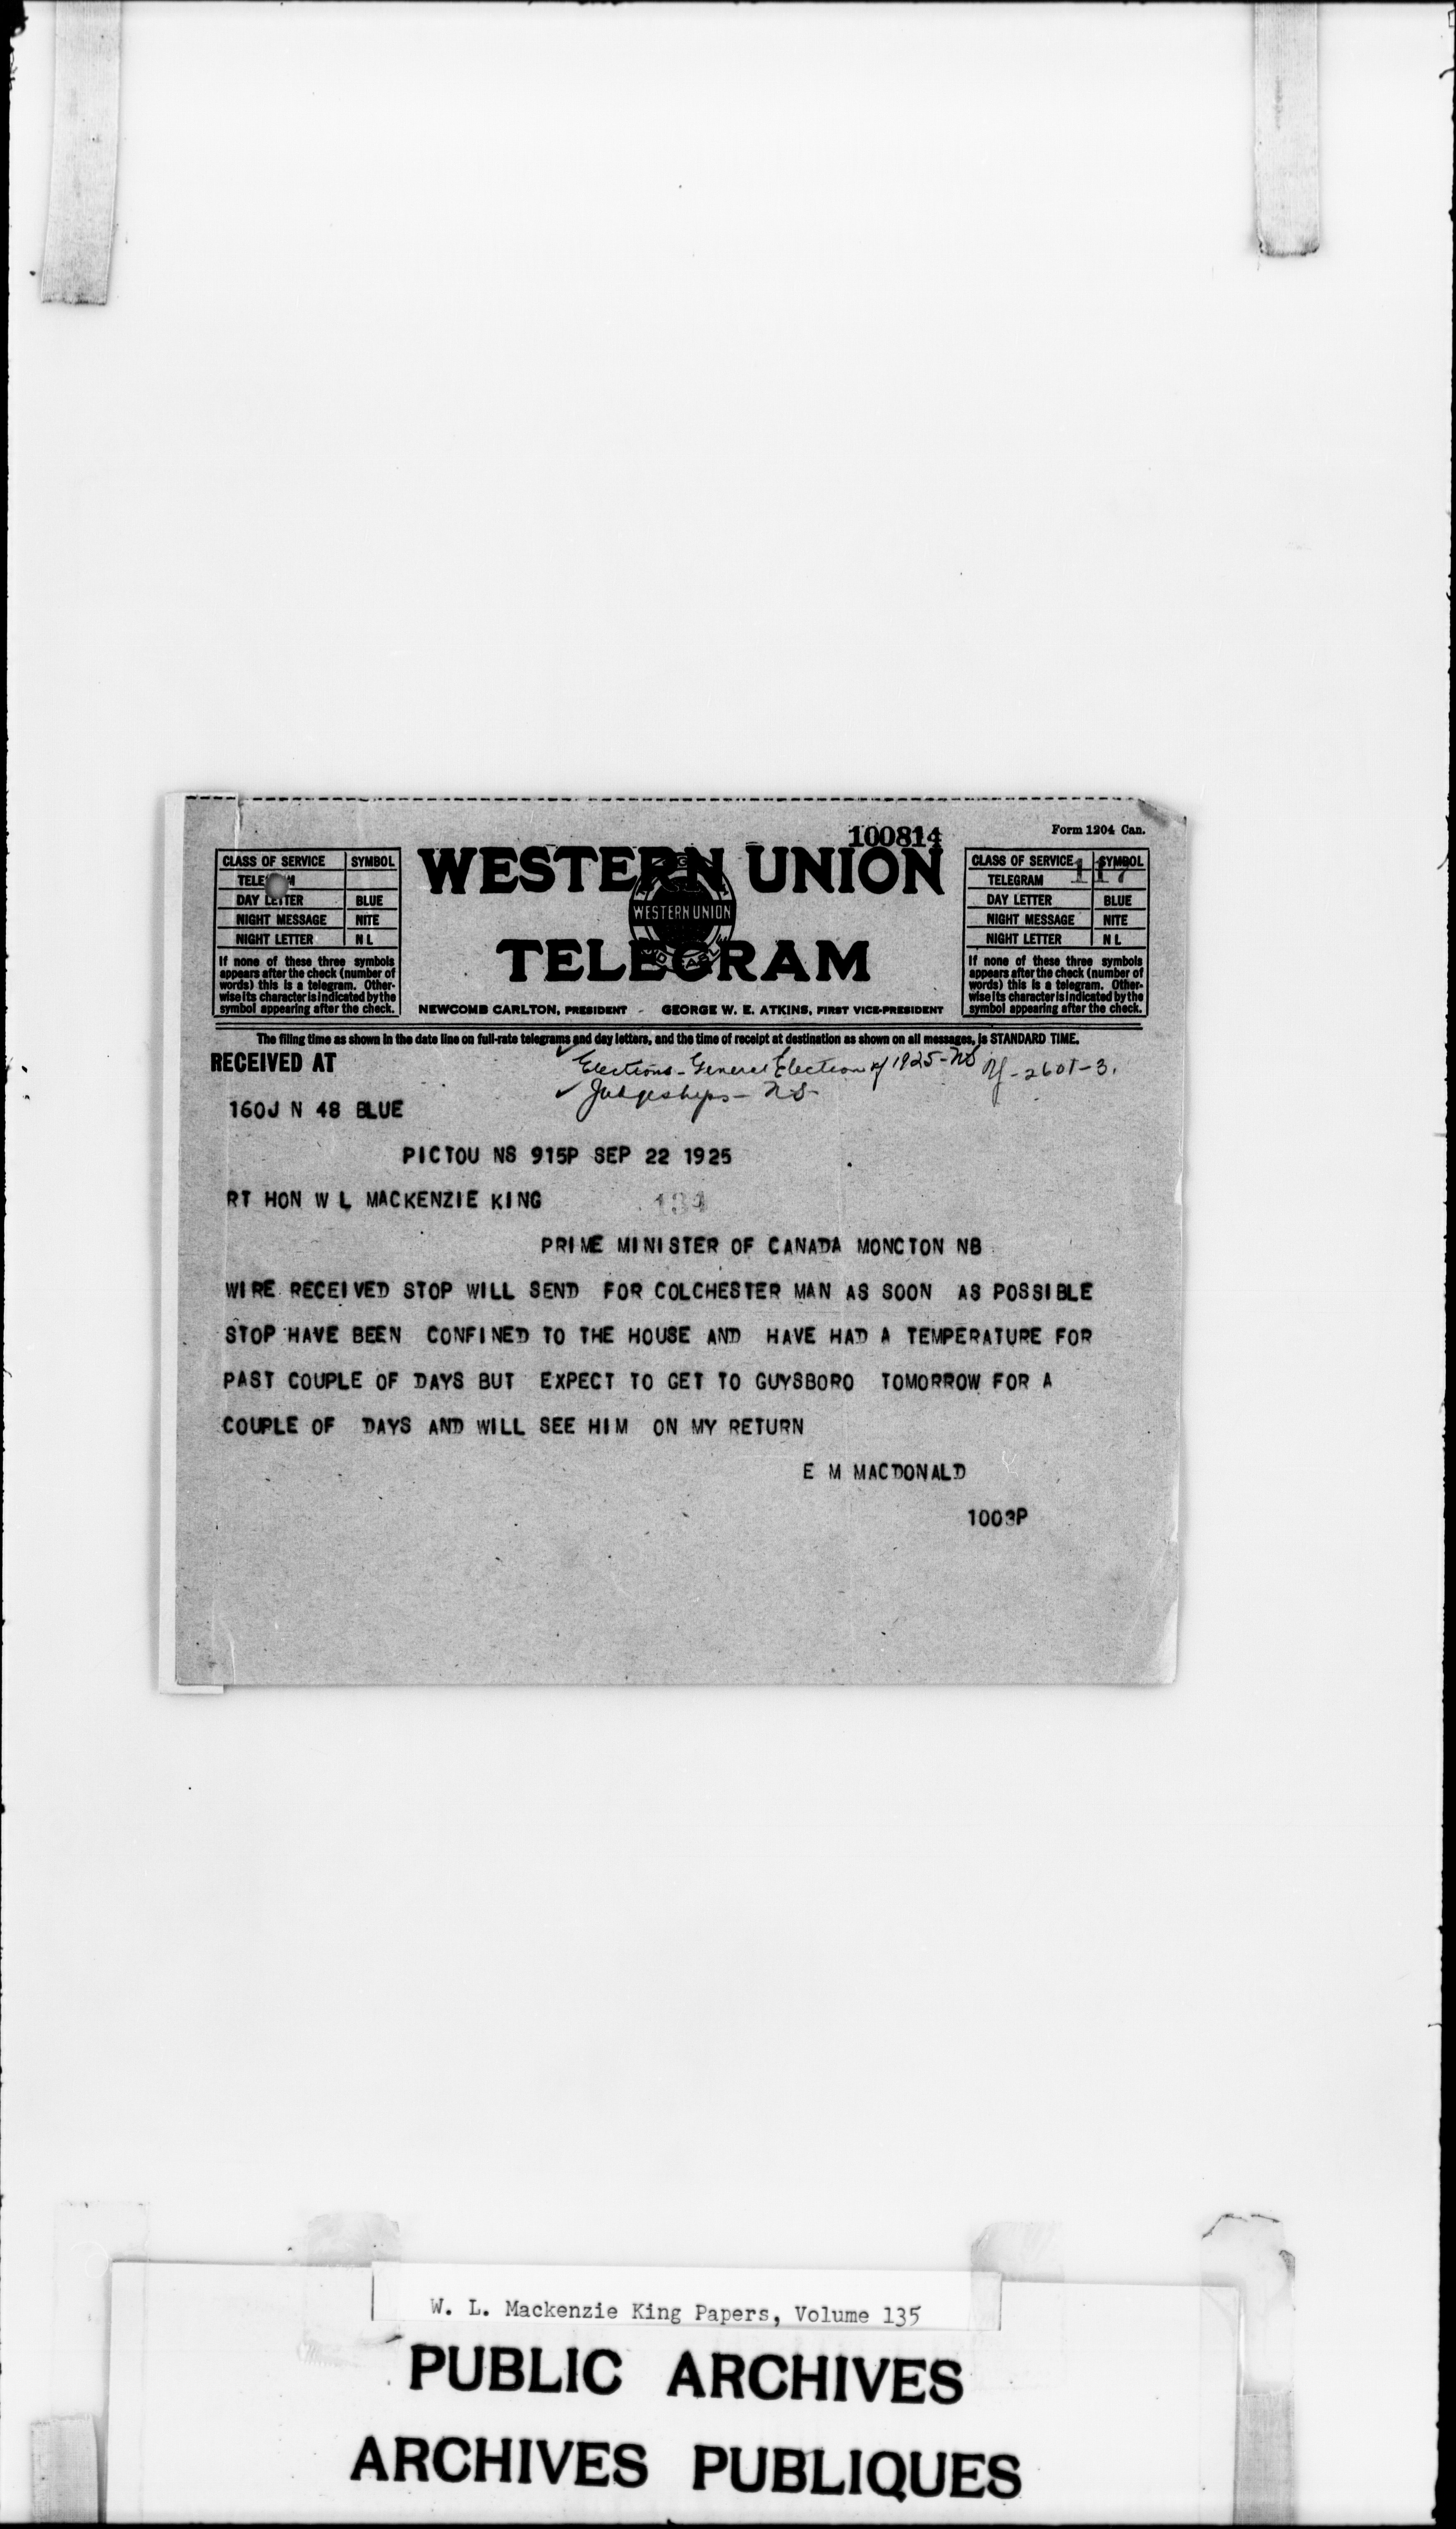 100814
Form 1204 Can.
CLASS OF SERVICE SYMBOL
TELEGRAM
DAY LETTER BLUE
NIGHT MESSAGE NITE
NIGHT LETTER N L
If none of these three symbols
appears after the check (number of
words) this is a telegram. Other-
wise its character is indicated by the
symbol appearing after the check.
WESTERN UNION
WESTERN UNION
TELEGRAM
NEWCOMB CARLTON, PRESIDENT GEORGE W. E. ATKINS, FIRST VICE-PRESIDENT
CLASS OF SERVICE SYMBOL
117
TELEGRAM
DAY LETTER BLUE
NIGHT MESSAGE NITE
NIGHT LETTER N L
If none of these three symbols
appears after the check (number of
words) this is a telegram. Other-
wise its character is indicated by the
symbol appearing after the check.
The filing time as shown in the date line on full-rate telegrams and day letters, and the time of receipt at destination as shown on all messages, is STANDARD TIME.
RECEIVED AT
Elections - General Election of 1925 - NS
Judgeships - NS
160J N 48 BLUE
PICTOU NS 915P SEP 22 1925
RT HON W L MACKENZIE KING
PRIME MINISTER OF CANADA MONCTON NB
WIRE RECEIVED STOP WILL SEND FOR COLCHESTER MAN AS SOON AS POSSIBLE
STOP HAVE BEEN CONFINED TO THE HOUSE AND HAVE HAD A TEMPERATURE FOR
PAST COUPLE OF DAYS BUT EXPECT TO GET TO GUYSBORO TOMORROW FOR A
COUPLE OF DAYS AND WILL SEE HIM ON MY RETURN
E M MACDONALD
1003P
W. L. Mackenzie King Papers, Volume 135
PUBLIC ARCHIVES
ARCHIVES PUBLIQUES